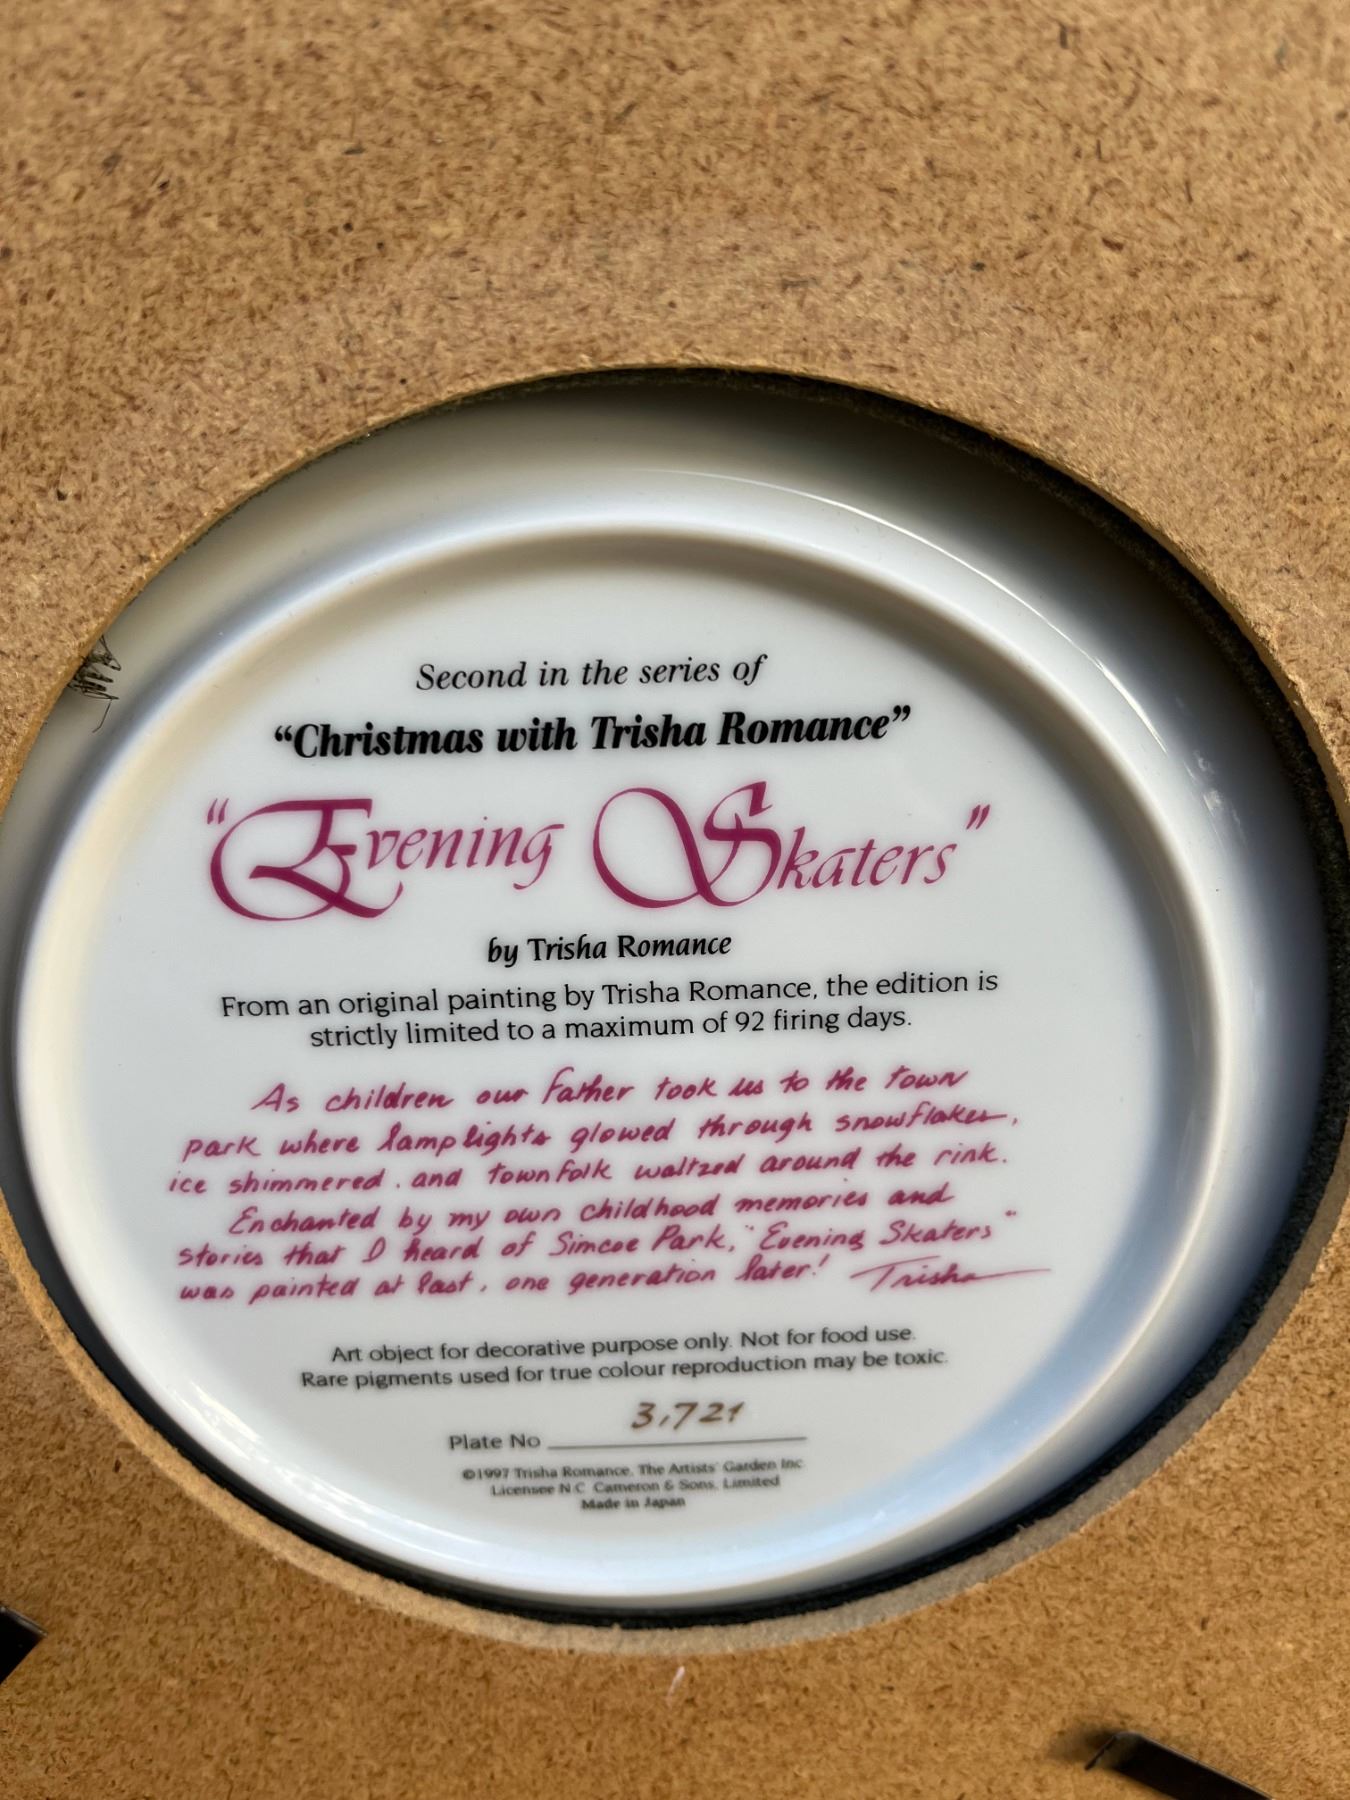 Second in the series of
“Christmas with Trisha Romance”
“Evening Skaters”
by Trisha Romance
From an original painting by Trisha Romance, the edition is
strictly limited to a maximum of 92 firing days.
As children our father took us to the town
park where lamplights glowed through snowflakes,
ice shimmered, and townfolk waltzed around the rink.
Enchanted by my own childhood memories and
stories that I heard of Simcoe Park, "Evening Skaters"
was painted at last, one generation later! Trisha
Art object for decorative purpose only. Not for food use.
Rare pigments used for true colour reproduction may be toxic.
Plate No 3,721
©1997 Trisha Romance, The Artists' Garden Inc.
Licensee N.C. Cameron & Sons, Limited
Made in Japan